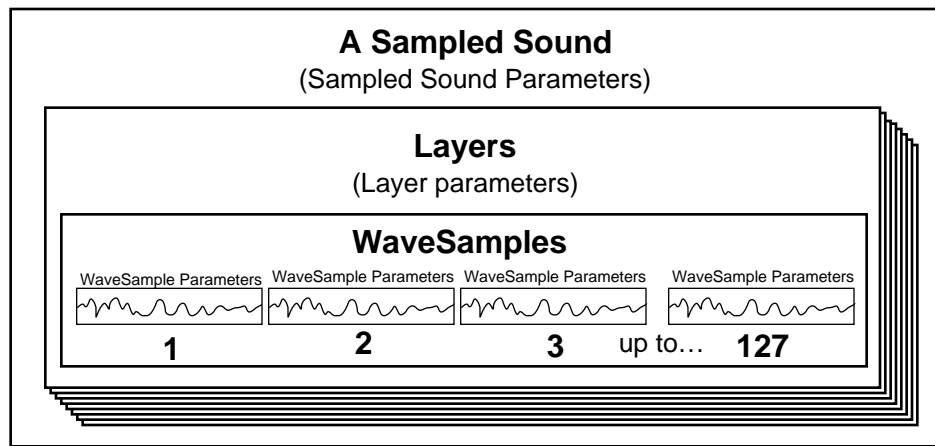 A Sampled Sound
(Sampled Sound Parameters)
Layers
(Layer parameters)
WaveSamples
WaveSample Parameters WaveSample Parameters WaveSample Parameters WaveSample Parameters
1 2 3 up to… 127